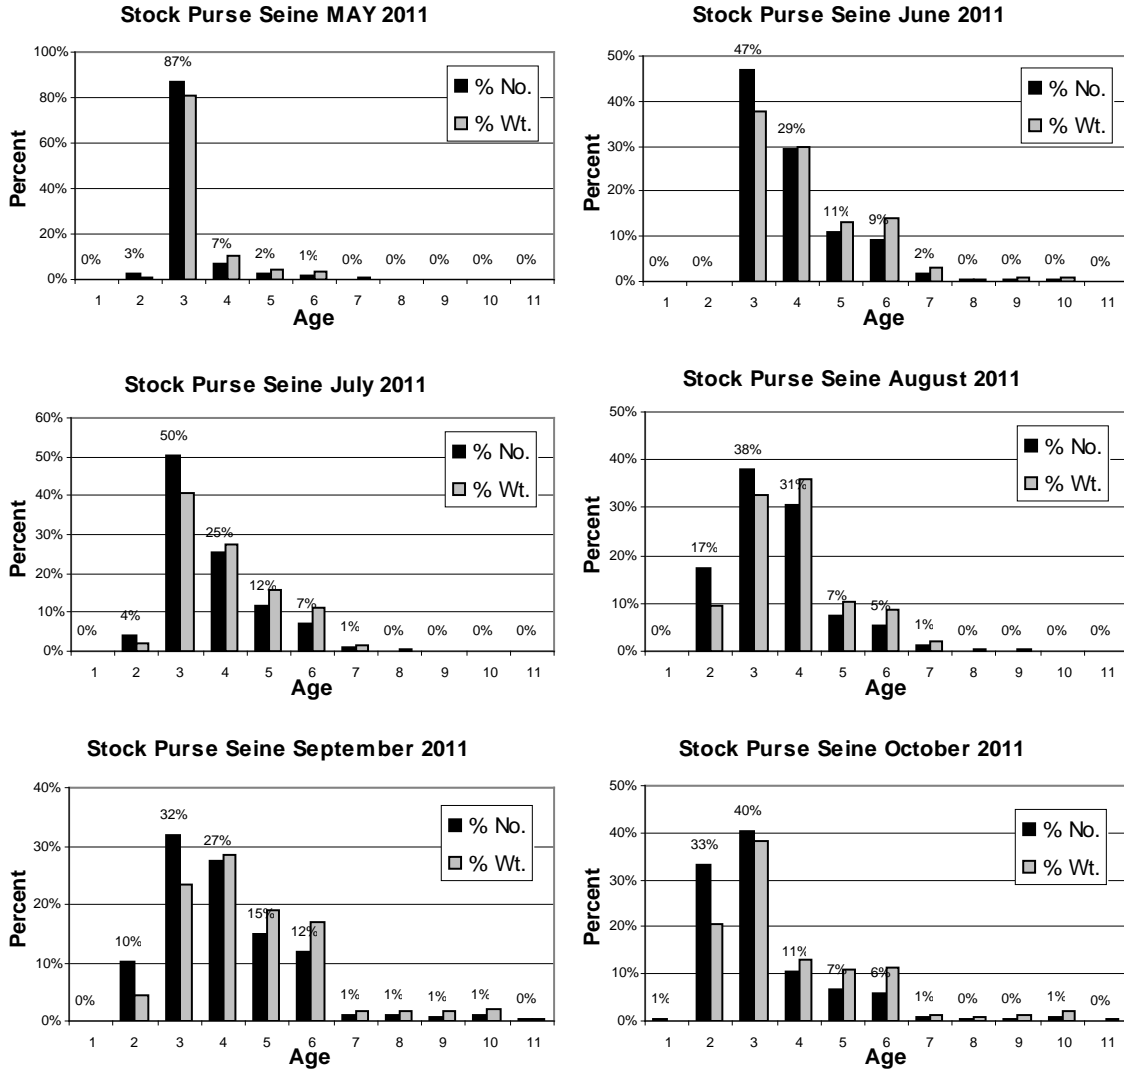 Stock Purse Seine MAY 2011
100%
80%
60%
40%
20%
0%
Percent
0%
3%
87%
7%
2%
1%
0%
0%
0%
0%
0%
% No.
% Wt.
1 2 3 4 5 6 7 8 9 10 11
Age
Stock Purse Seine June 2011
50%
40%
30%
20%
10%
0%
Percent
0%
0%
47%
29%
11%
9%
2%
0%
0%
0%
0%
% No.
% Wt.
1 2 3 4 5 6 7 8 9 10 11
Age
Stock Purse Seine July 2011
60%
50%
40%
30%
20%
10%
0%
Percent
0%
4%
50%
25%
12%
7%
1%
0%
0%
0%
0%
% No.
% Wt.
1 2 3 4 5 6 7 8 9 10 11
Age
Stock Purse Seine August 2011
50%
40%
30%
20%
10%
0%
Percent
0%
17%
38%
31%
7%
5%
1%
0%
0%
0%
0%
% No.
% Wt.
1 2 3 4 5 6 7 8 9 10 11
Age
Stock Purse Seine September 2011
40%
30%
20%
10%
0%
Percent
0%
10%
32%
27%
15%
12%
1%
1%
1%
1%
0%
% No.
% Wt.
1 2 3 4 5 6 7 8 9 10 11
Age
Stock Purse Seine October 2011
50%
40%
30%
20%
10%
0%
Percent
1%
33%
40%
11%
7%
6%
1%
0%
0%
1%
0%
% No.
% Wt.
1 2 3 4 5 6 7 8 9 10 11
Age